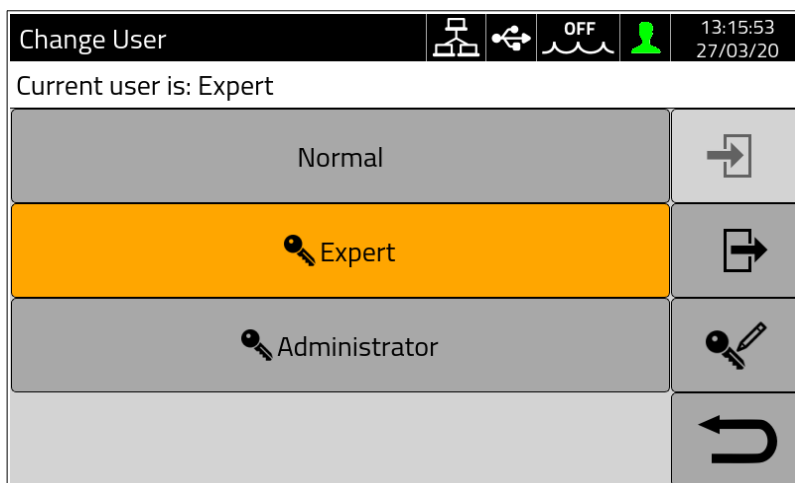 Change User
OFF
13:15:53
27/03/20
Current user is: Expert
Normal
Expert
Administrator